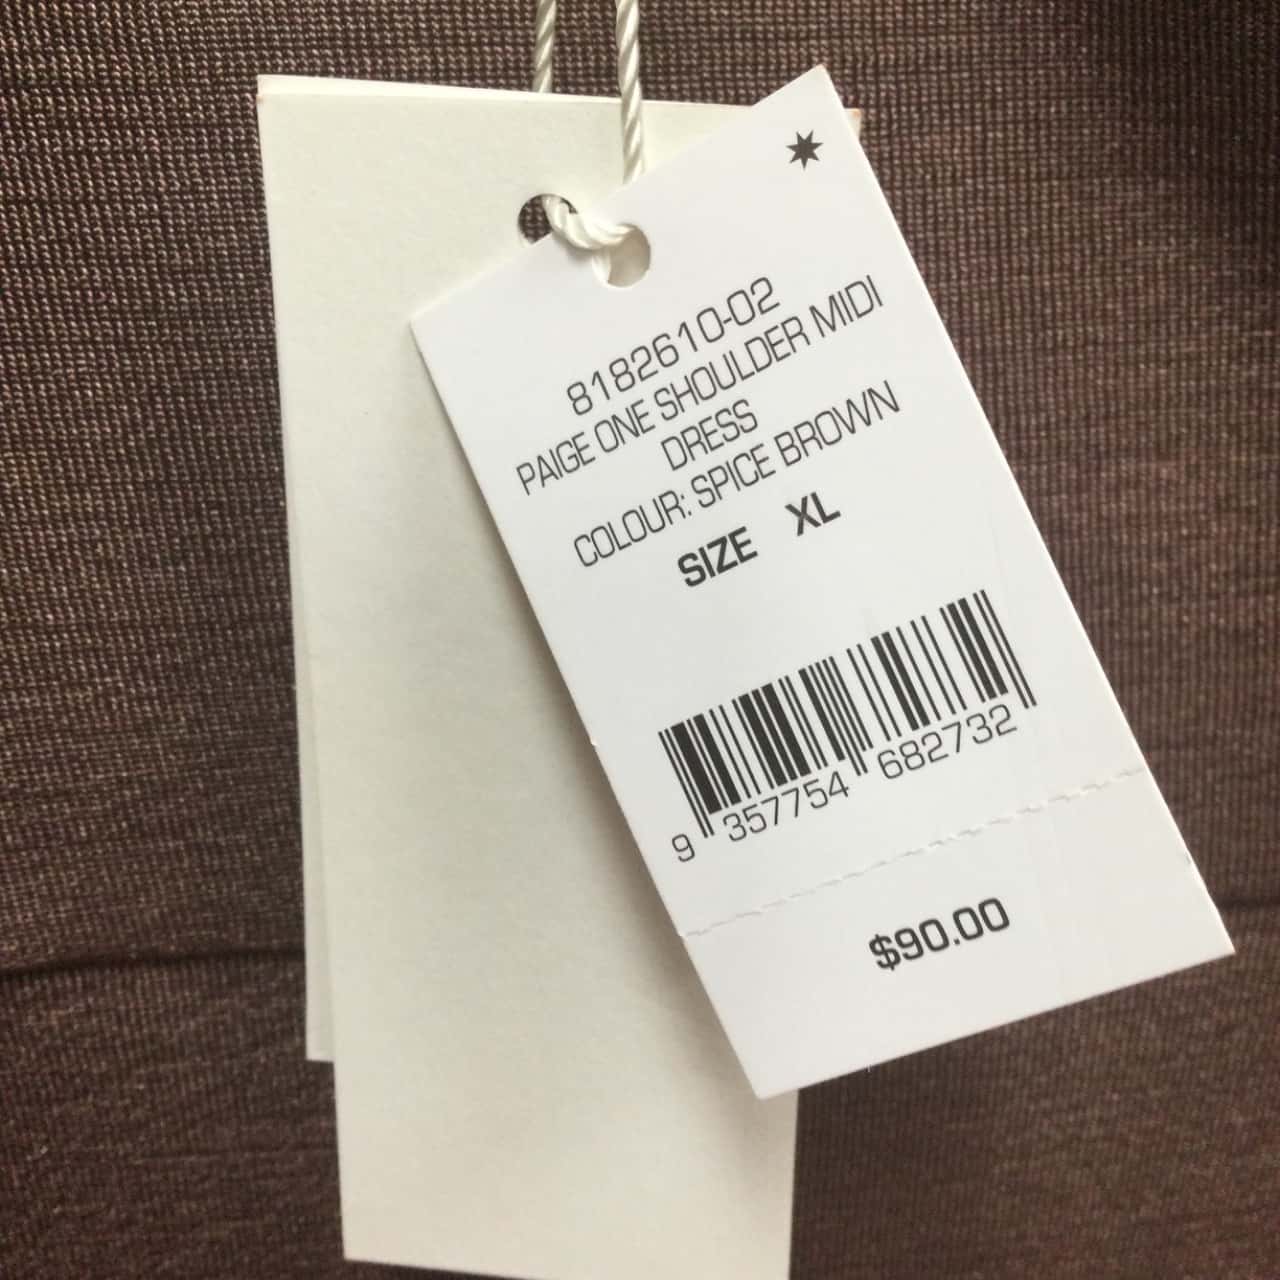 8182610-02
PAIGE ONE SHOULDER MIDI
DRESS
COLOUR: SPICE BROWN
SIZE XL
9 357754 682732
$90.00